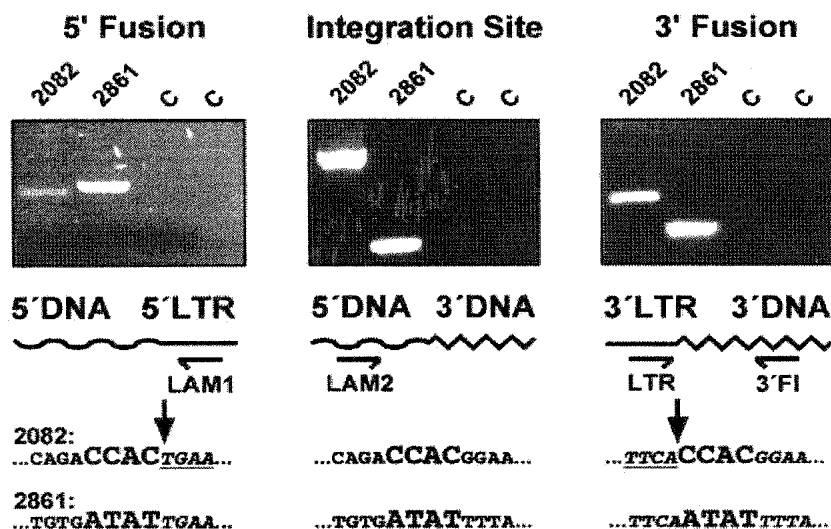 5' Fusion Integration Site 3' Fusion
2082 2861 C C 2082 2861 C C 2082 2861 C C
5´DNA 5´LTR 5´DNA 3´DNA 3´LTR 3´DNA
LAM1 LAM2 LTR 3´FI
2082:
...CAGACCACTGAA... ...CAGACCACGGAA... ...TTCACCACGGAA...
2861:
...TGTGATATTGAA... ...TGTGATATTTTA... ...TTCAATATTTTA...